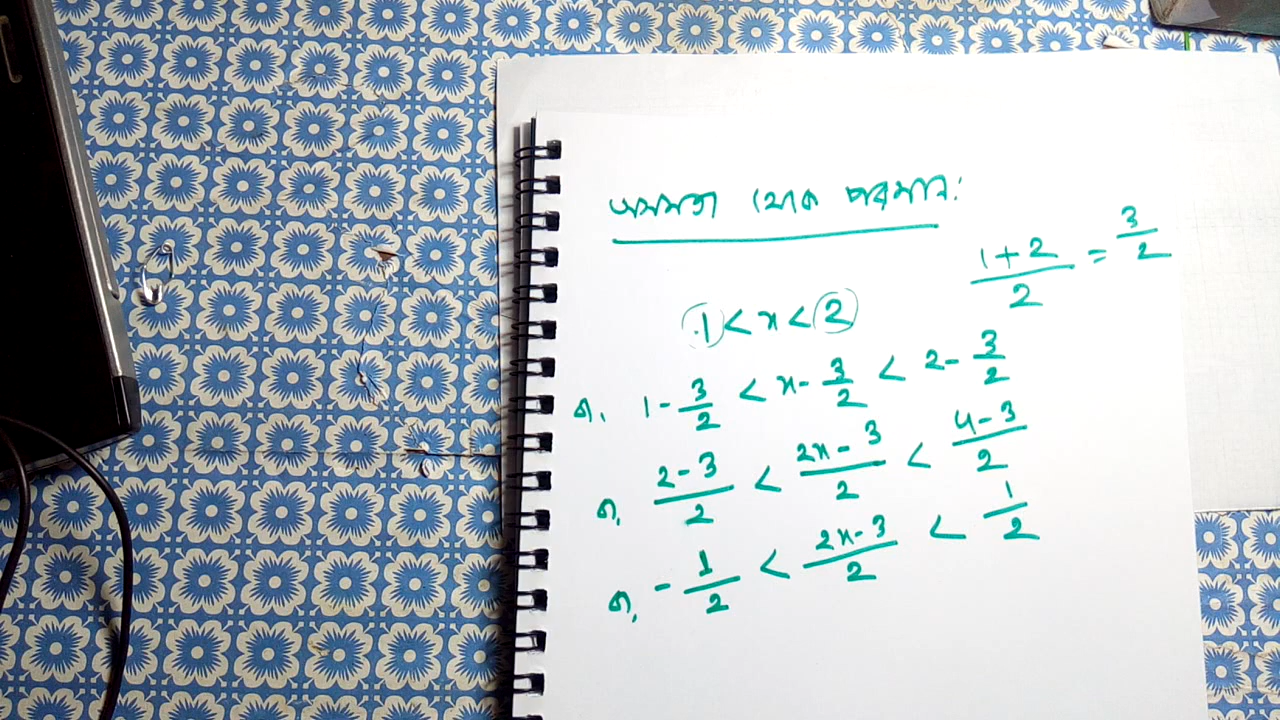 অসমতা থেকে পরমমান:
(1+2)/2 = 3/2
1 < x < 2
বা, 1 - 3/2 < x - 3/2 < 2 - 3/2
বা, (2-3)/2 < (2x-3)/2 < (4-3)/2
বা, -1/2 < (2x-3)/2 < 1/2